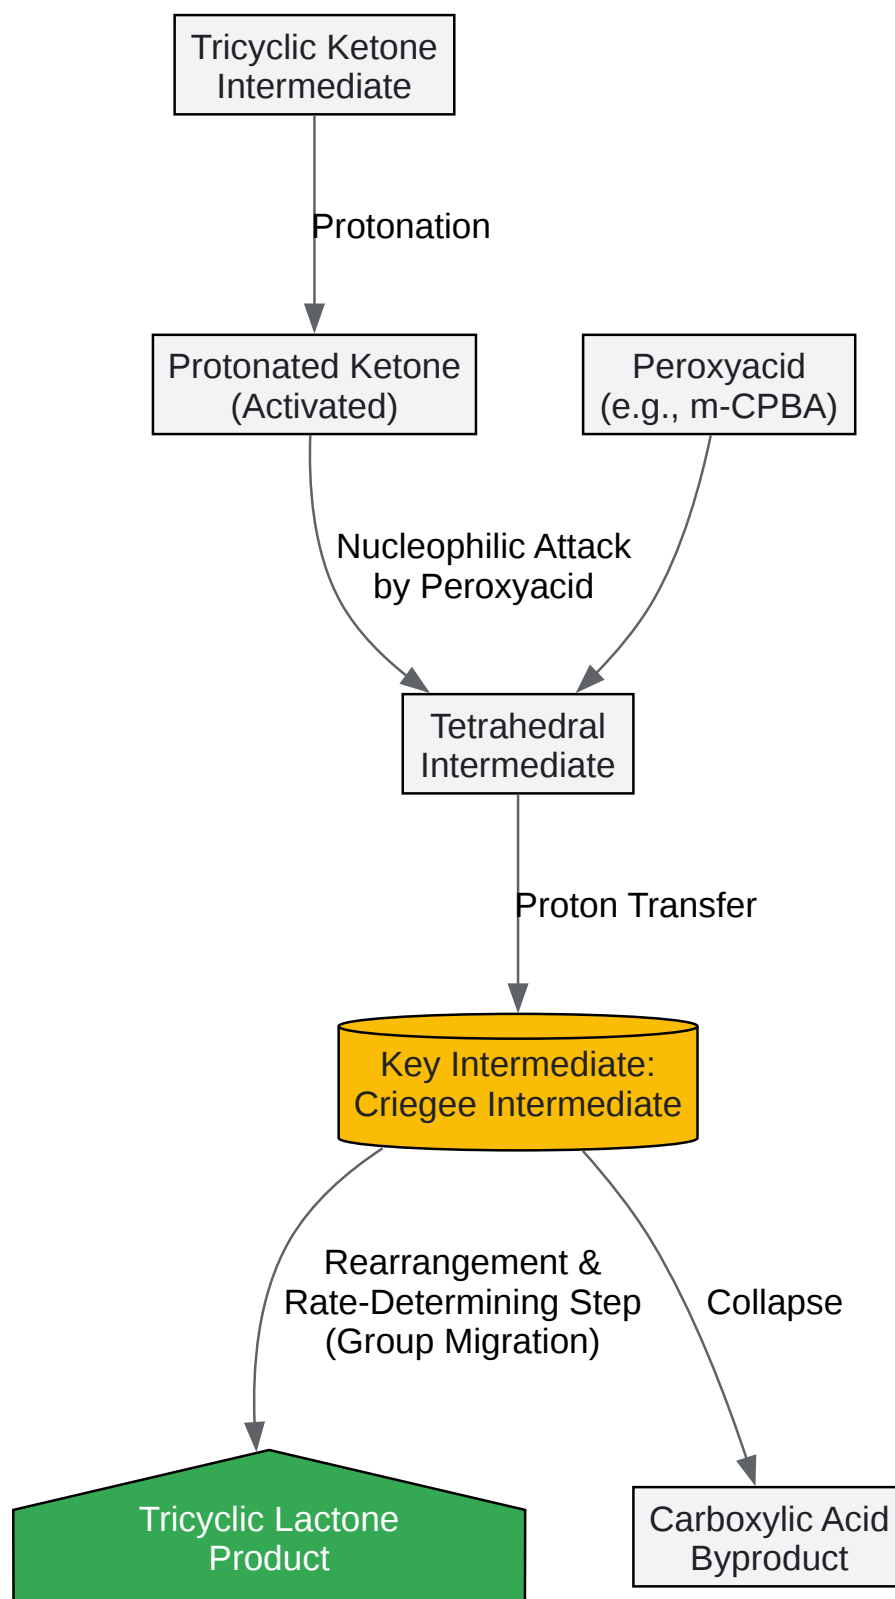 Tricyclic Ketone
Intermediate
Protonation
Protonated Ketone
(Activated)
Peroxyacid
(e.g., m-CPBA)
Nucleophilic Attack
by Peroxyacid
Tetrahedral
Intermediate
Proton Transfer
Key Intermediate:
Criegee Intermediate
Rearrangement &
Rate-Determining Step
(Group Migration)
Collapse
Tricyclic Lactone
Product
Carboxylic Acid
Byproduct